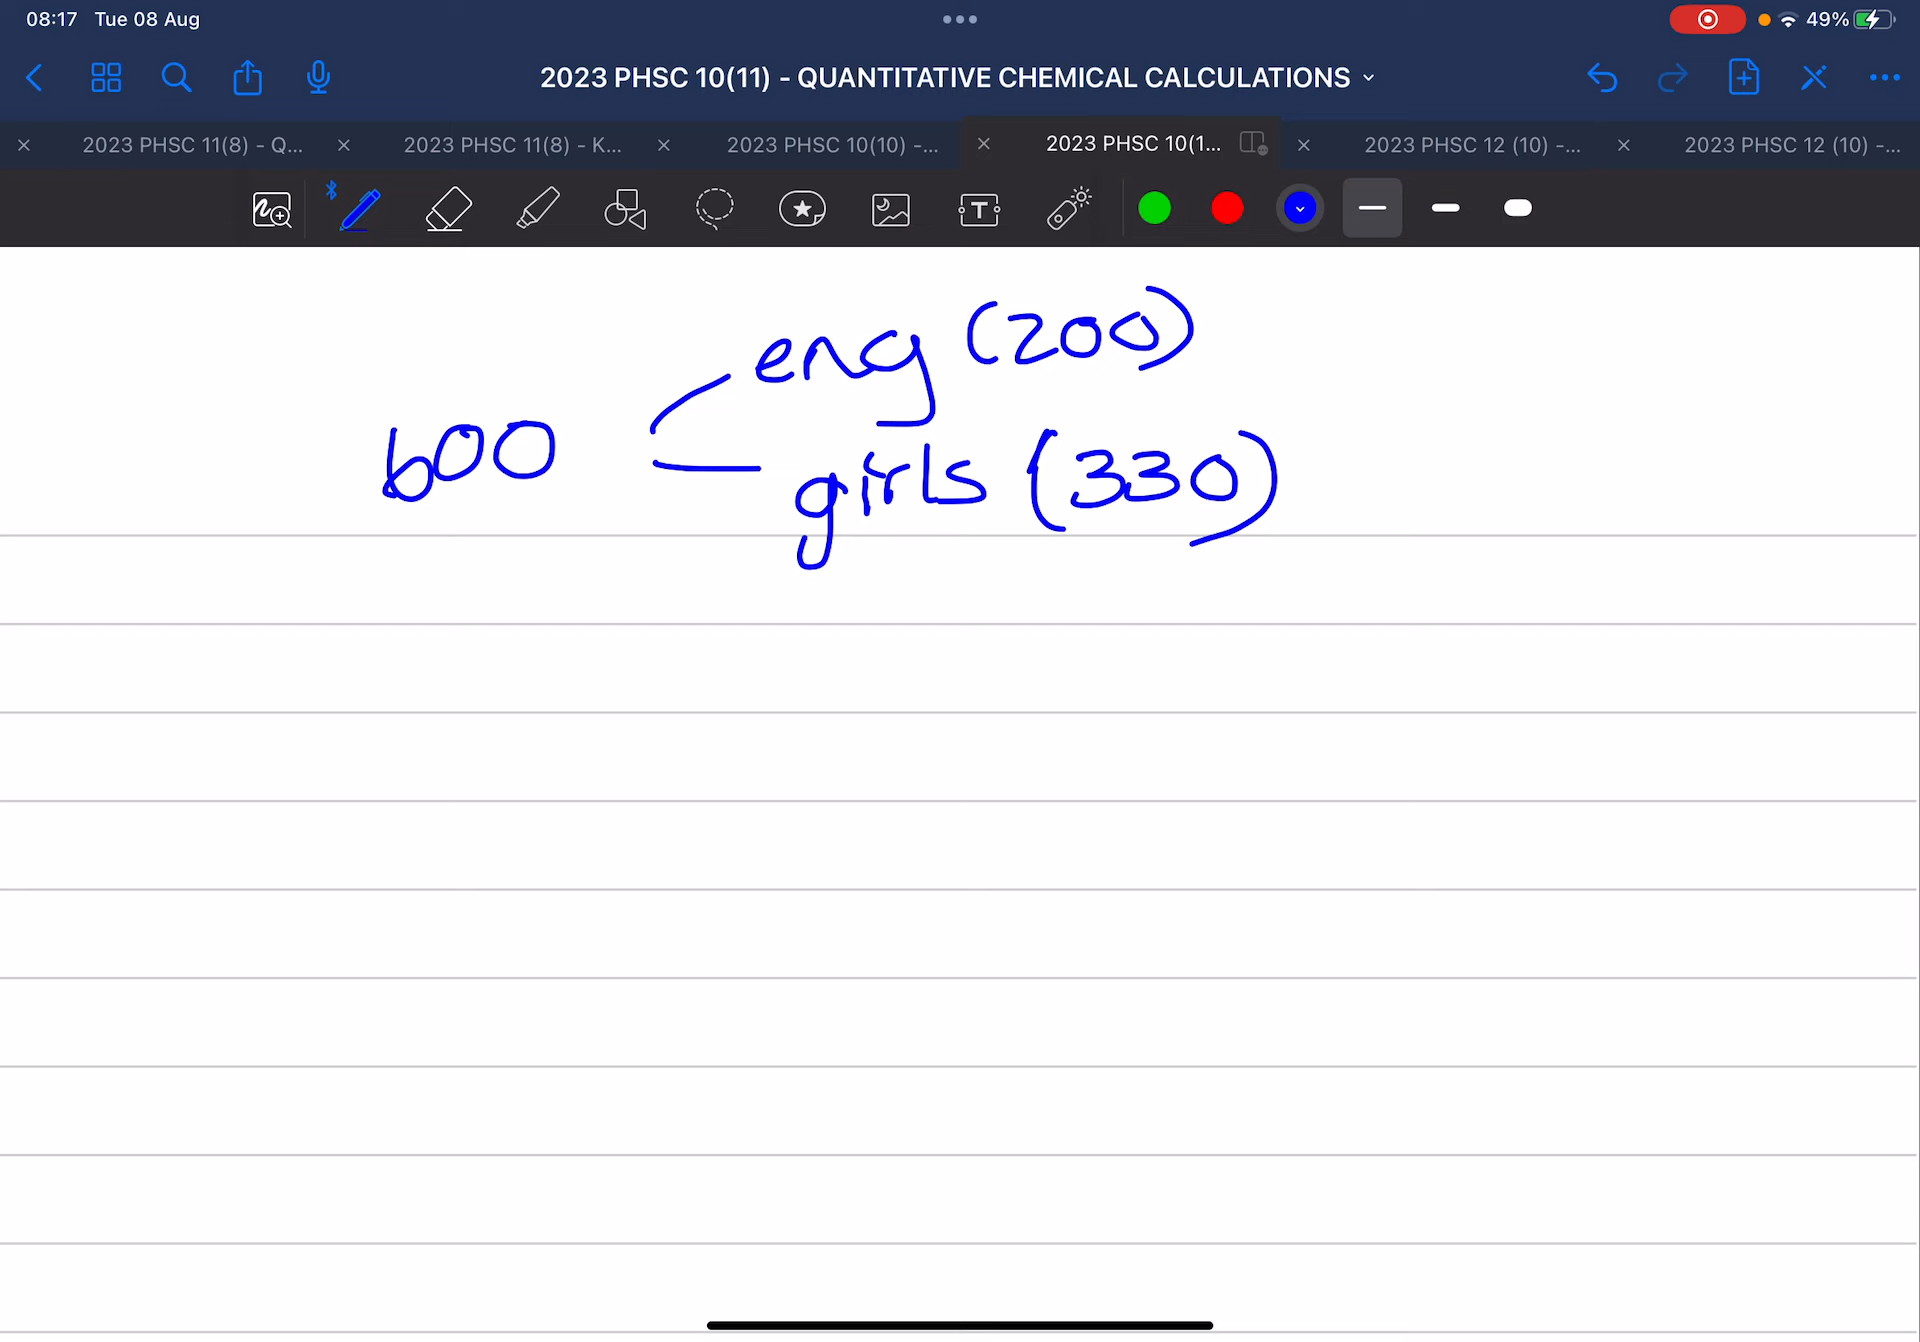 08:17 Tue 08 Aug
49%
2023 PHSC 10(11) - QUANTITATIVE CHEMICAL CALCULATIONS
2023 PHSC 11(8) - Q...
2023 PHSC 11(8) - K...
2023 PHSC 10(10) -...
2023 PHSC 10(1...
2023 PHSC 12 (10) -...
2023 PHSC 12 (10) -...
T
eng (200)
600
girls (330)